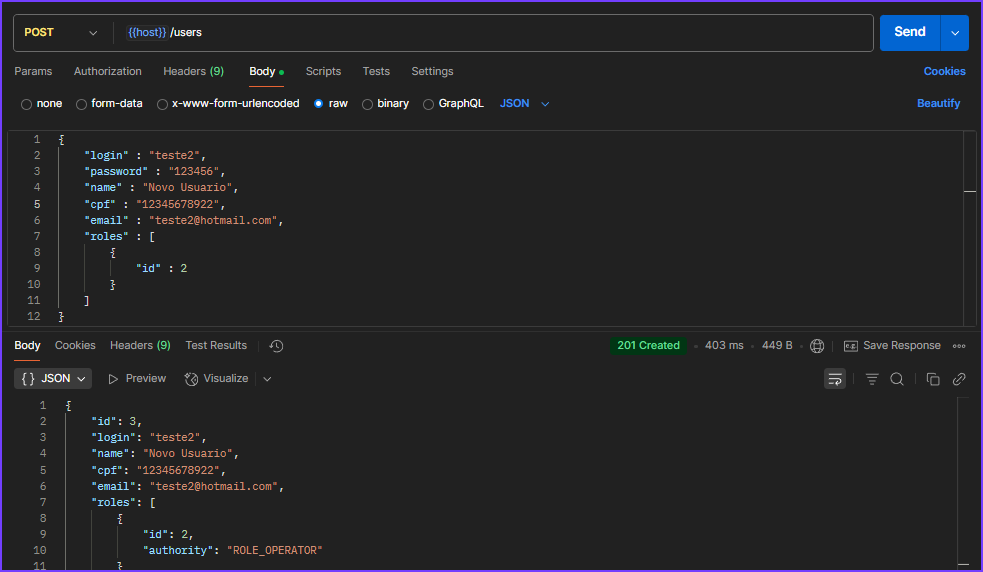 POST {{host}} /users Send
Params Authorization Headers (9) Body Scripts Tests Settings Cookies
none form-data x-www-form-urlencoded raw binary GraphQL JSON Beautify
1 {
2 "login" : "teste2",
3 "password" : "123456",
4 "name" : "Novo Usuario",
5 "cpf" : "12345678922",
6 "email" : "teste2@hotmail.com",
7 "roles" : [
8 {
9 "id" : 2
10 }
11 ]
12 }
Body Cookies Headers (9) Test Results 201 Created 403 ms 449 B Save Response
{} JSON Preview Visualize
1 {
2 "id": 3,
3 "login": "teste2",
4 "name": "Novo Usuario",
5 "cpf": "12345678922",
6 "email": "teste2@hotmail.com",
7 "roles": [
8 {
9 "id": 2,
10 "authority": "ROLE_OPERATOR"
11 }